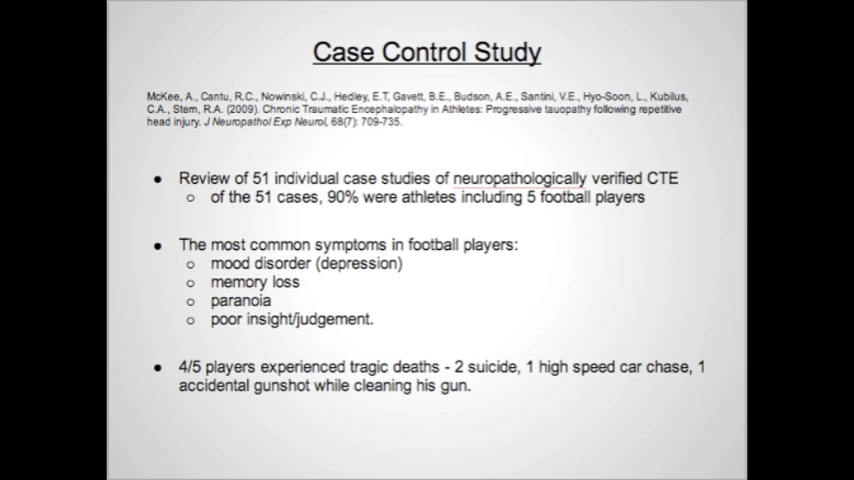 Case Control Study
McKee, A., Cantu, R.C., Nowinski, C.J., Hedley, E.T, Gavett, B.E., Budson, A.E., Santini, V.E., Hyo-Soon, L., Kubilus,
C.A., Stern, R.A. (2009). Chronic Traumatic Encephalopathy in Athletes: Progressive tauopathy following repetitive
head injury. J Neuropathol Exp Neurol, 68(7): 709-735.
● Review of 51 individual case studies of neuropathologically verified CTE
○ of the 51 cases, 90% were athletes including 5 football players
● The most common symptoms in football players:
○ mood disorder (depression)
○ memory loss
○ paranoia
○ poor insight/judgement.
● 4/5 players experienced tragic deaths - 2 suicide, 1 high speed car chase, 1
accidental gunshot while cleaning his gun.